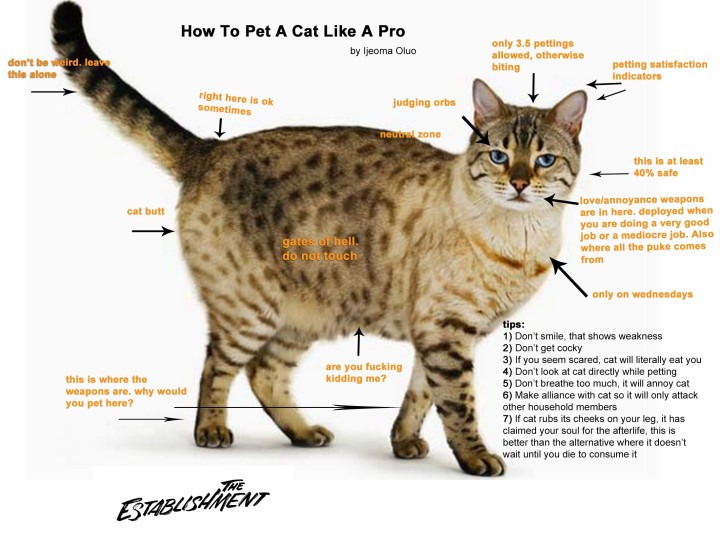 How To Pet A Cat Like A Pro
by Ijeoma Oluo
don't be weird. leave
this alone
right here is ok
sometimes
judging orbs
neutral zone
only 3.5 pettings
allowed, otherwise
biting
petting satisfaction
indicators
this is at least
40% safe
love/annoyance weapons
are in here. deployed when
you are doing a very good
job or a mediocre job. Also
where all the puke comes
from
only on wednesdays
cat butt
gates of hell.
do not touch
are you fucking
kidding me?
this is where the
weapons are. why would
you pet here?
tips:
1) Don't smile, that shows weakness
2) Don't get cocky
3) If you seem scared, cat will literally eat you
4) Don't look at cat directly while petting
5) Don't breathe too much, it will annoy cat
6) Make alliance with cat so it will only attack
other household members
7) If cat rubs its cheeks on your leg, it has
claimed your soul for the afterlife, this is
better than the alternative where it doesn't
wait until you die to consume it
THE
ESTABLISHMENT